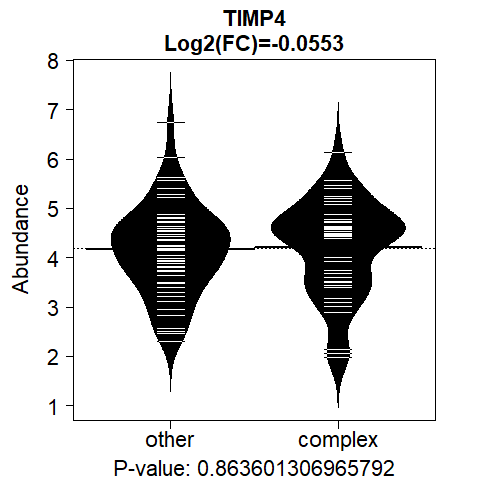 TIMP4
Log2(FC)=-0.0553
Abundance
8
7
6
5
4
3
2
1
other complex
P-value: 0.863601306965792